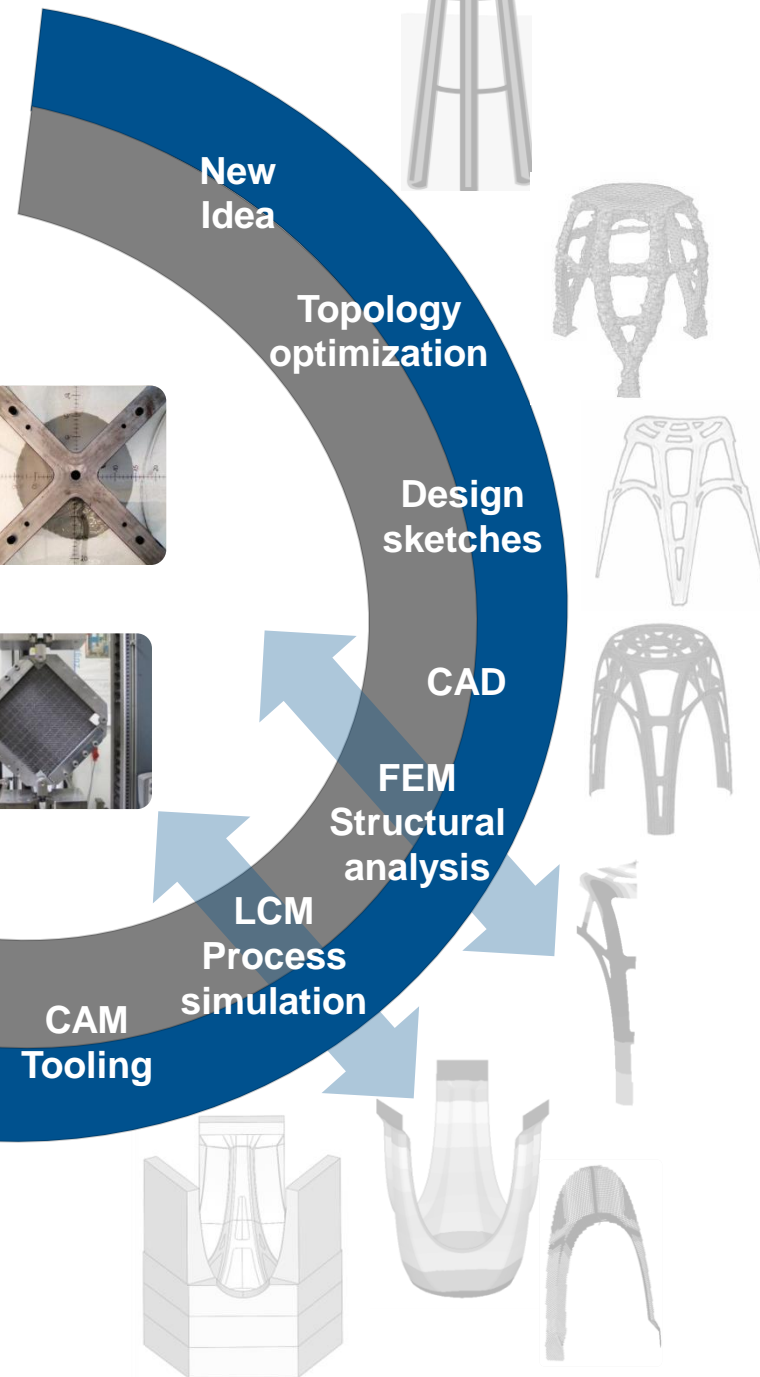 New
Idea
Topology
optimization
Design
sketches
CAD
FEM
Structural
analysis
LCM
Process
simulation
CAM
Tooling